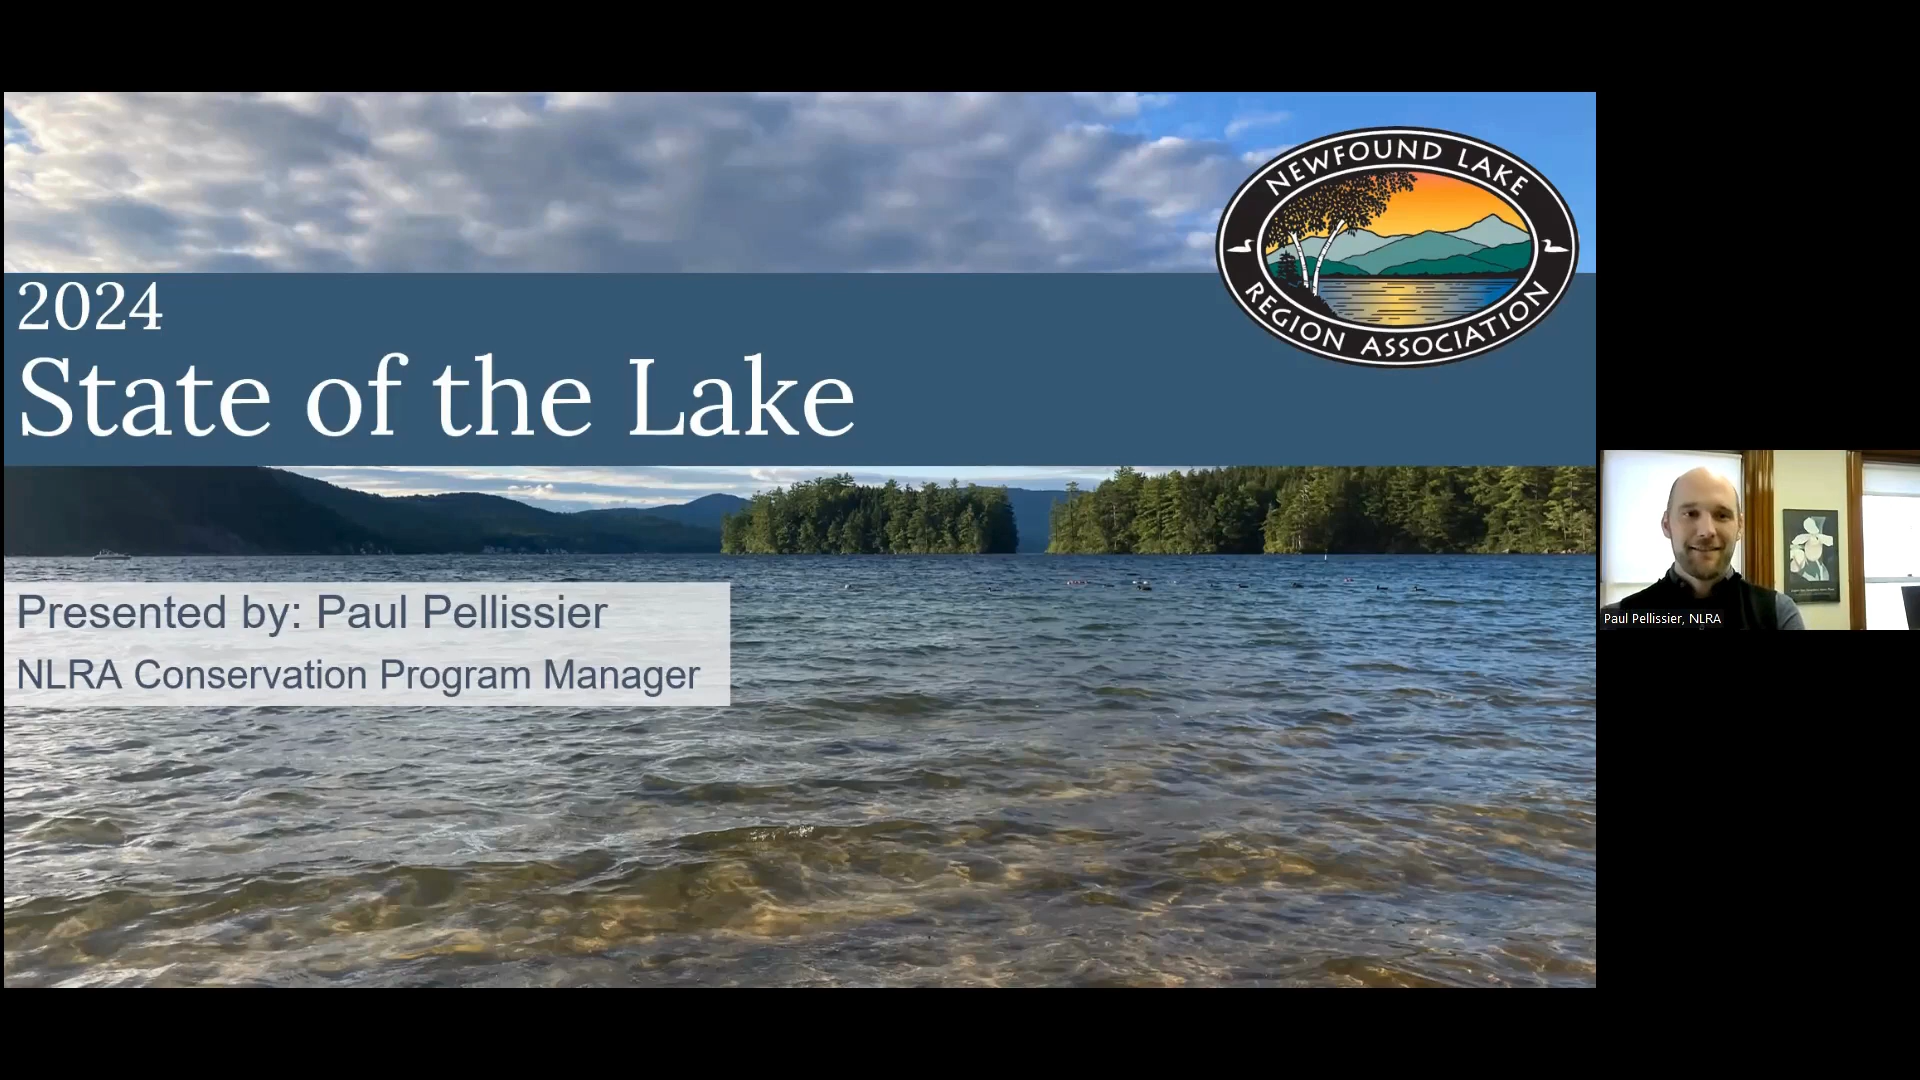 NEWFOUND LAKE
REGION ASSOCIATION
2024
State of the Lake
Presented by: Paul Pellissier
NLRA Conservation Program Manager
Paul Pellissier, NLRA